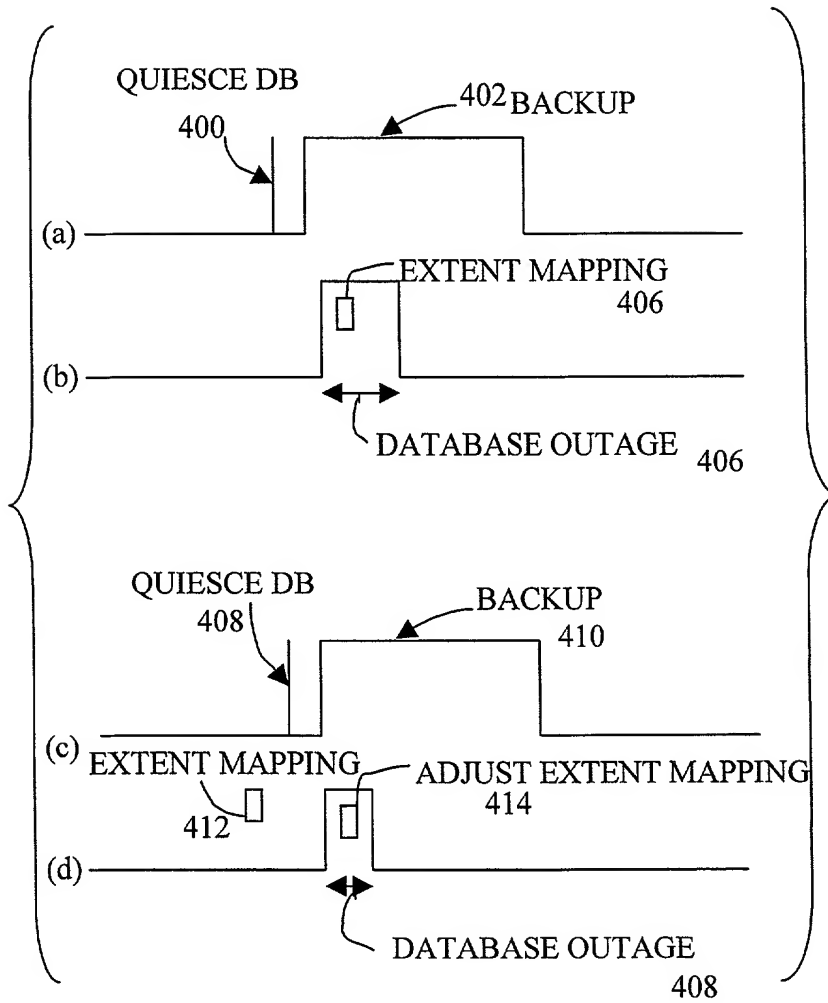 QUIESCE DB
400
402 BACKUP
(a)
EXTENT MAPPING
406
(b)
DATABASE OUTAGE
406
QUIESCE DB
408
BACKUP
410
(c)
EXTENT MAPPING
412
ADJUST EXTENT MAPPING
414
(d)
DATABASE OUTAGE
408